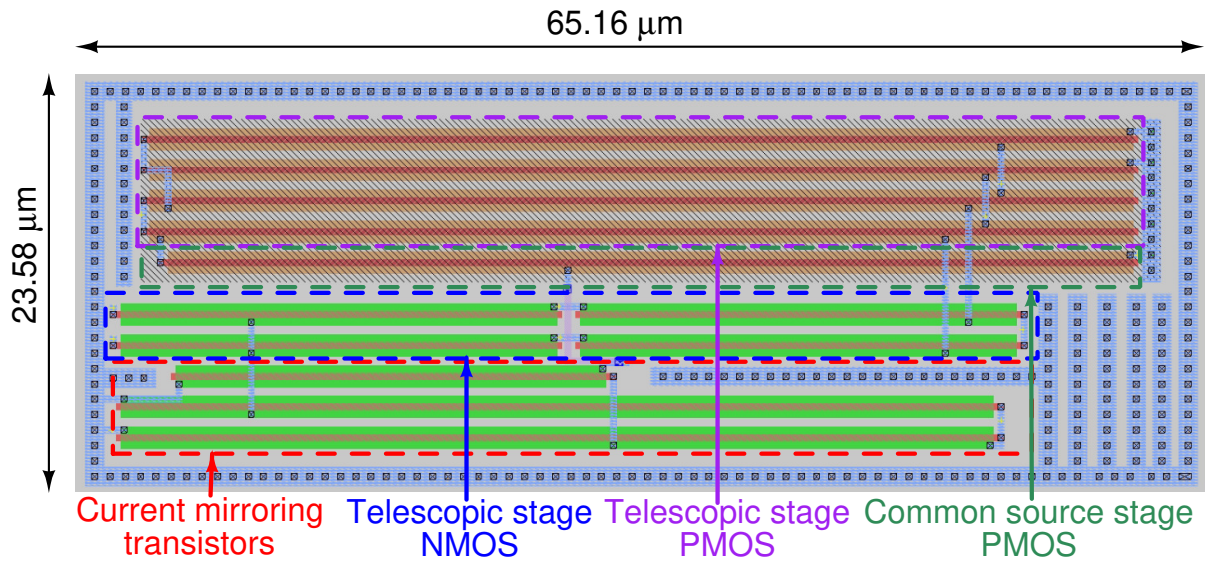 65.16 µm
23.58 µm
Current mirroring
transistors
Telescopic stage
NMOS
Telescopic stage
PMOS
Common source stage
PMOS